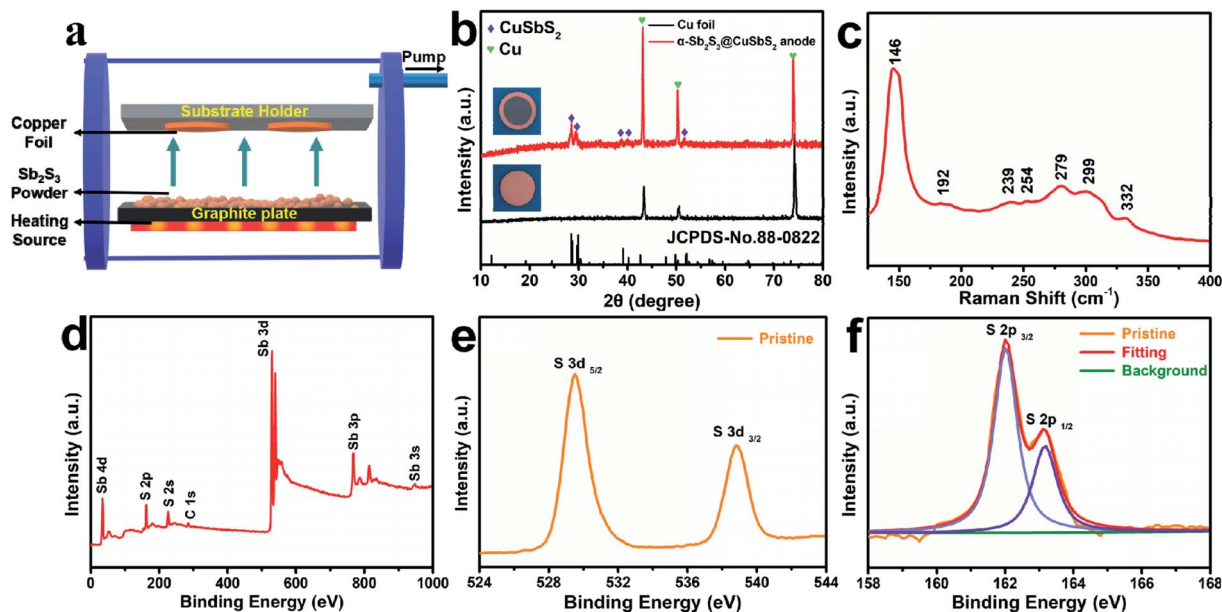 a
Pump
Substrate Holder
Copper
Foil
Sb₂S₃
Powder
Graphite plate
Heating
Source
b
CuSbS₂
Cu
Cu foil
α-Sb₂S₃@CuSbS₂ anode
JCPDS-No.88-0822
Intensity (a.u.)
10 20 30 40 50 60 70 80
2θ (degree)
c
146
192
239
254
279
299
332
Intensity (a.u.)
150 200 250 300 350 400
Raman Shift (cm⁻¹)
d
Sb 4d
S 2p
S 2s
C 1s
Sb 3d
Sb 3p
Sb 3s
Intensity (a.u.)
0 200 400 600 800 1000
Binding Energy (eV)
e
Pristine
S 3d 5/2
S 3d 3/2
Intensity (a.u.)
524 528 532 536 540 544
Binding Energy (eV)
f
Pristine
Fitting
Background
S 2p 3/2
S 2p 1/2
Intensity (a.u.)
158 160 162 164 166 168
Binding Energy (eV)